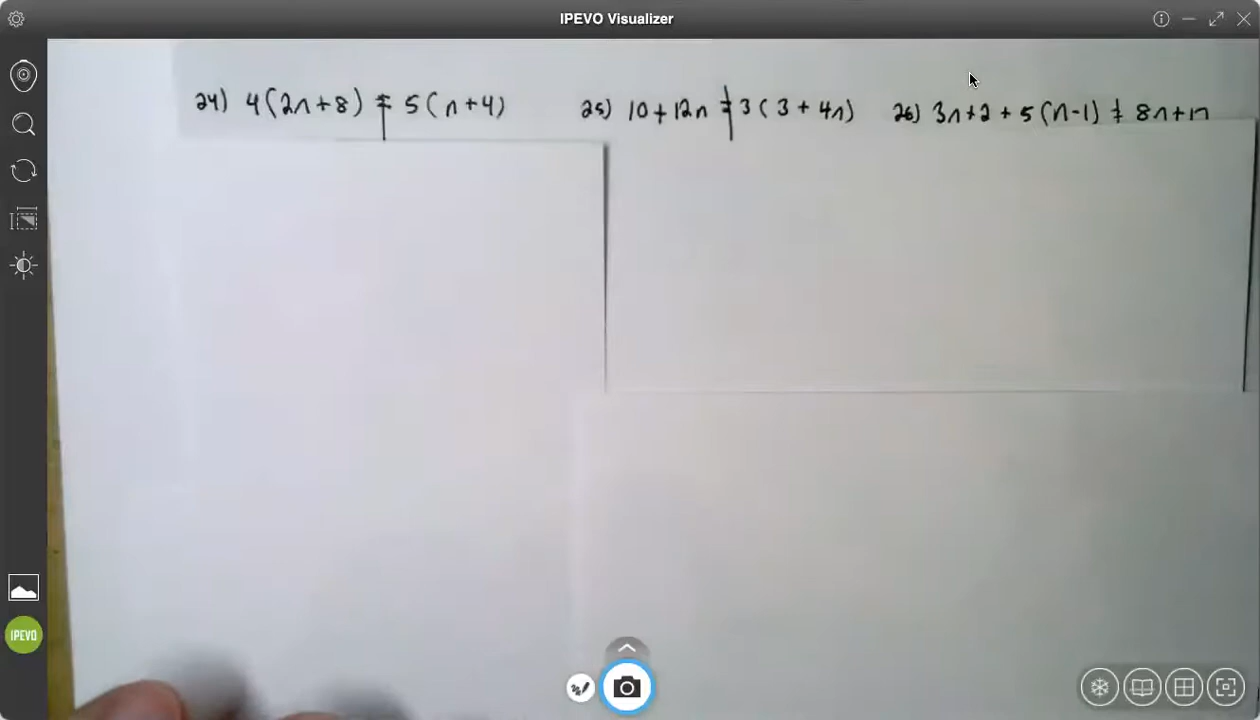 IPEVO Visualizer
24) 4(2n+8) = 5(n+4)
25) 10+12n = 3(3+4n)
26) 3n+2+5(n-1) = 8n+
IPEVO